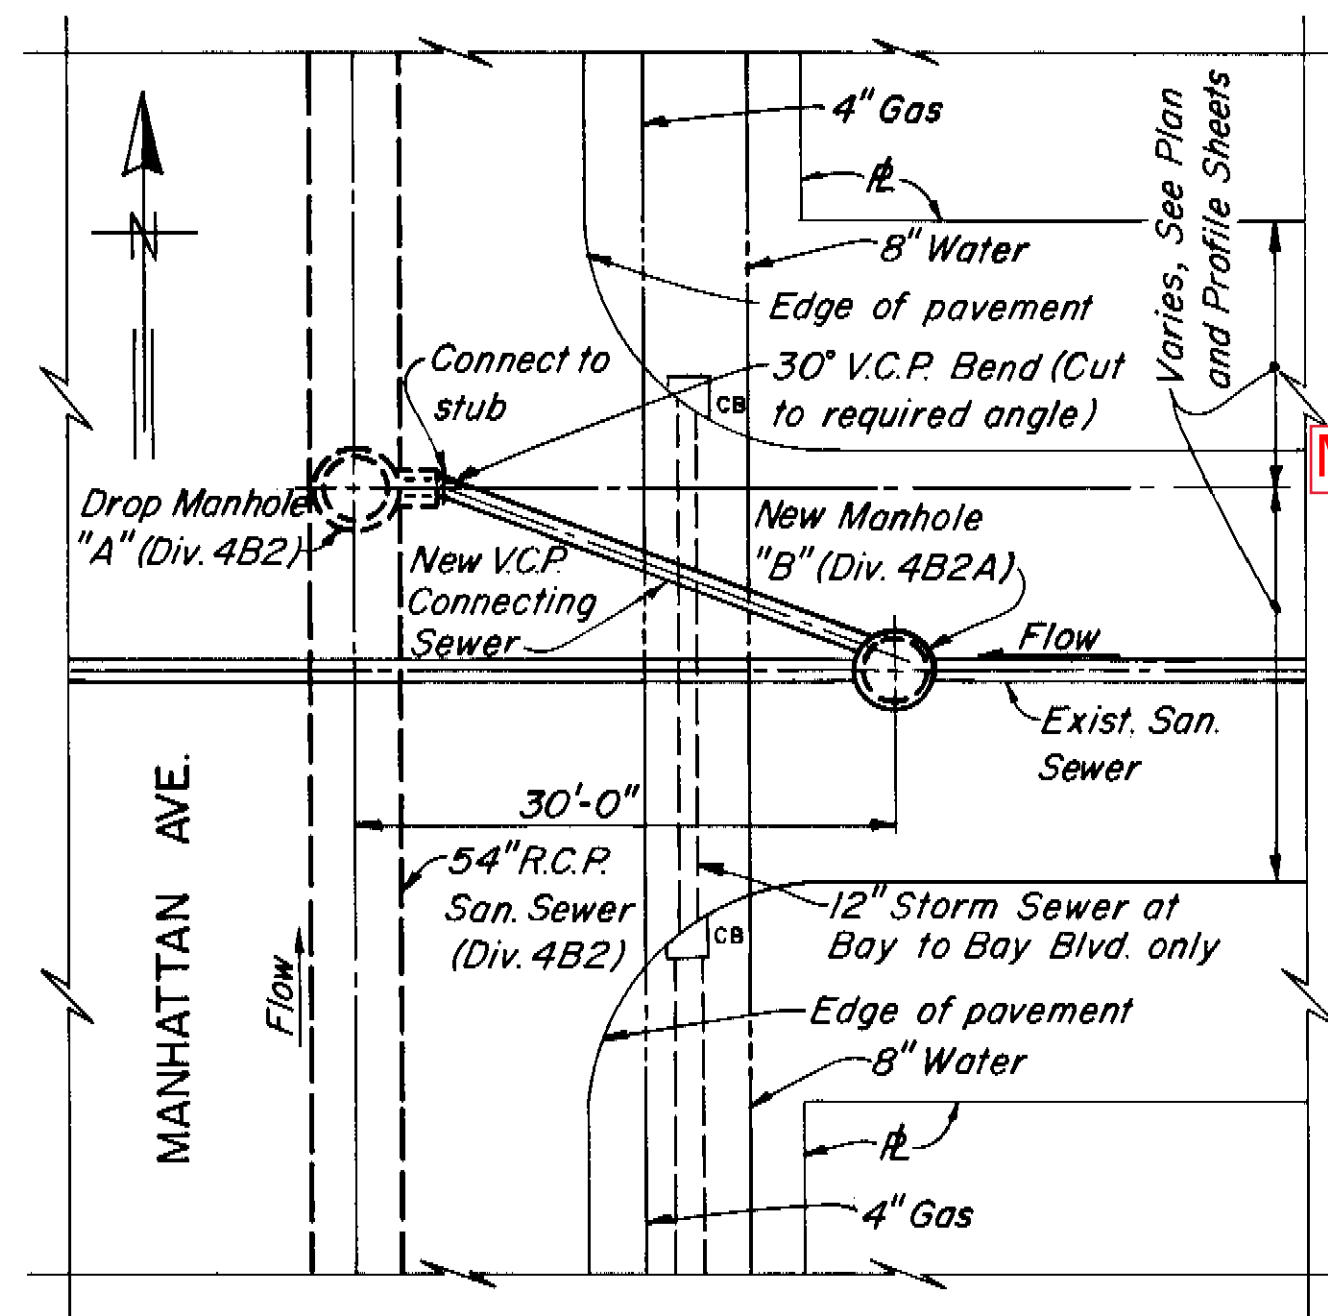 4" Gas
PL
8" Water
Edge of pavement
Varies, See Plan
and Profile Sheets
N
Connect to
stub
30° V.C.P. Bend (Cut
to required angle)
CB
Drop Manhole
"A" (Div. 4B2)
New V.C.P.
Connecting
Sewer
New Manhole
"B" (Div. 4B2A)
Flow
Exist. San.
Sewer
MANHATTAN AVE.
Flow
30'-0"
54" R.C.P.
San. Sewer
(Div. 4B2)
CB
12" Storm Sewer at
Bay to Bay Blvd. only
Edge of pavement
8" Water
PL
4" Gas